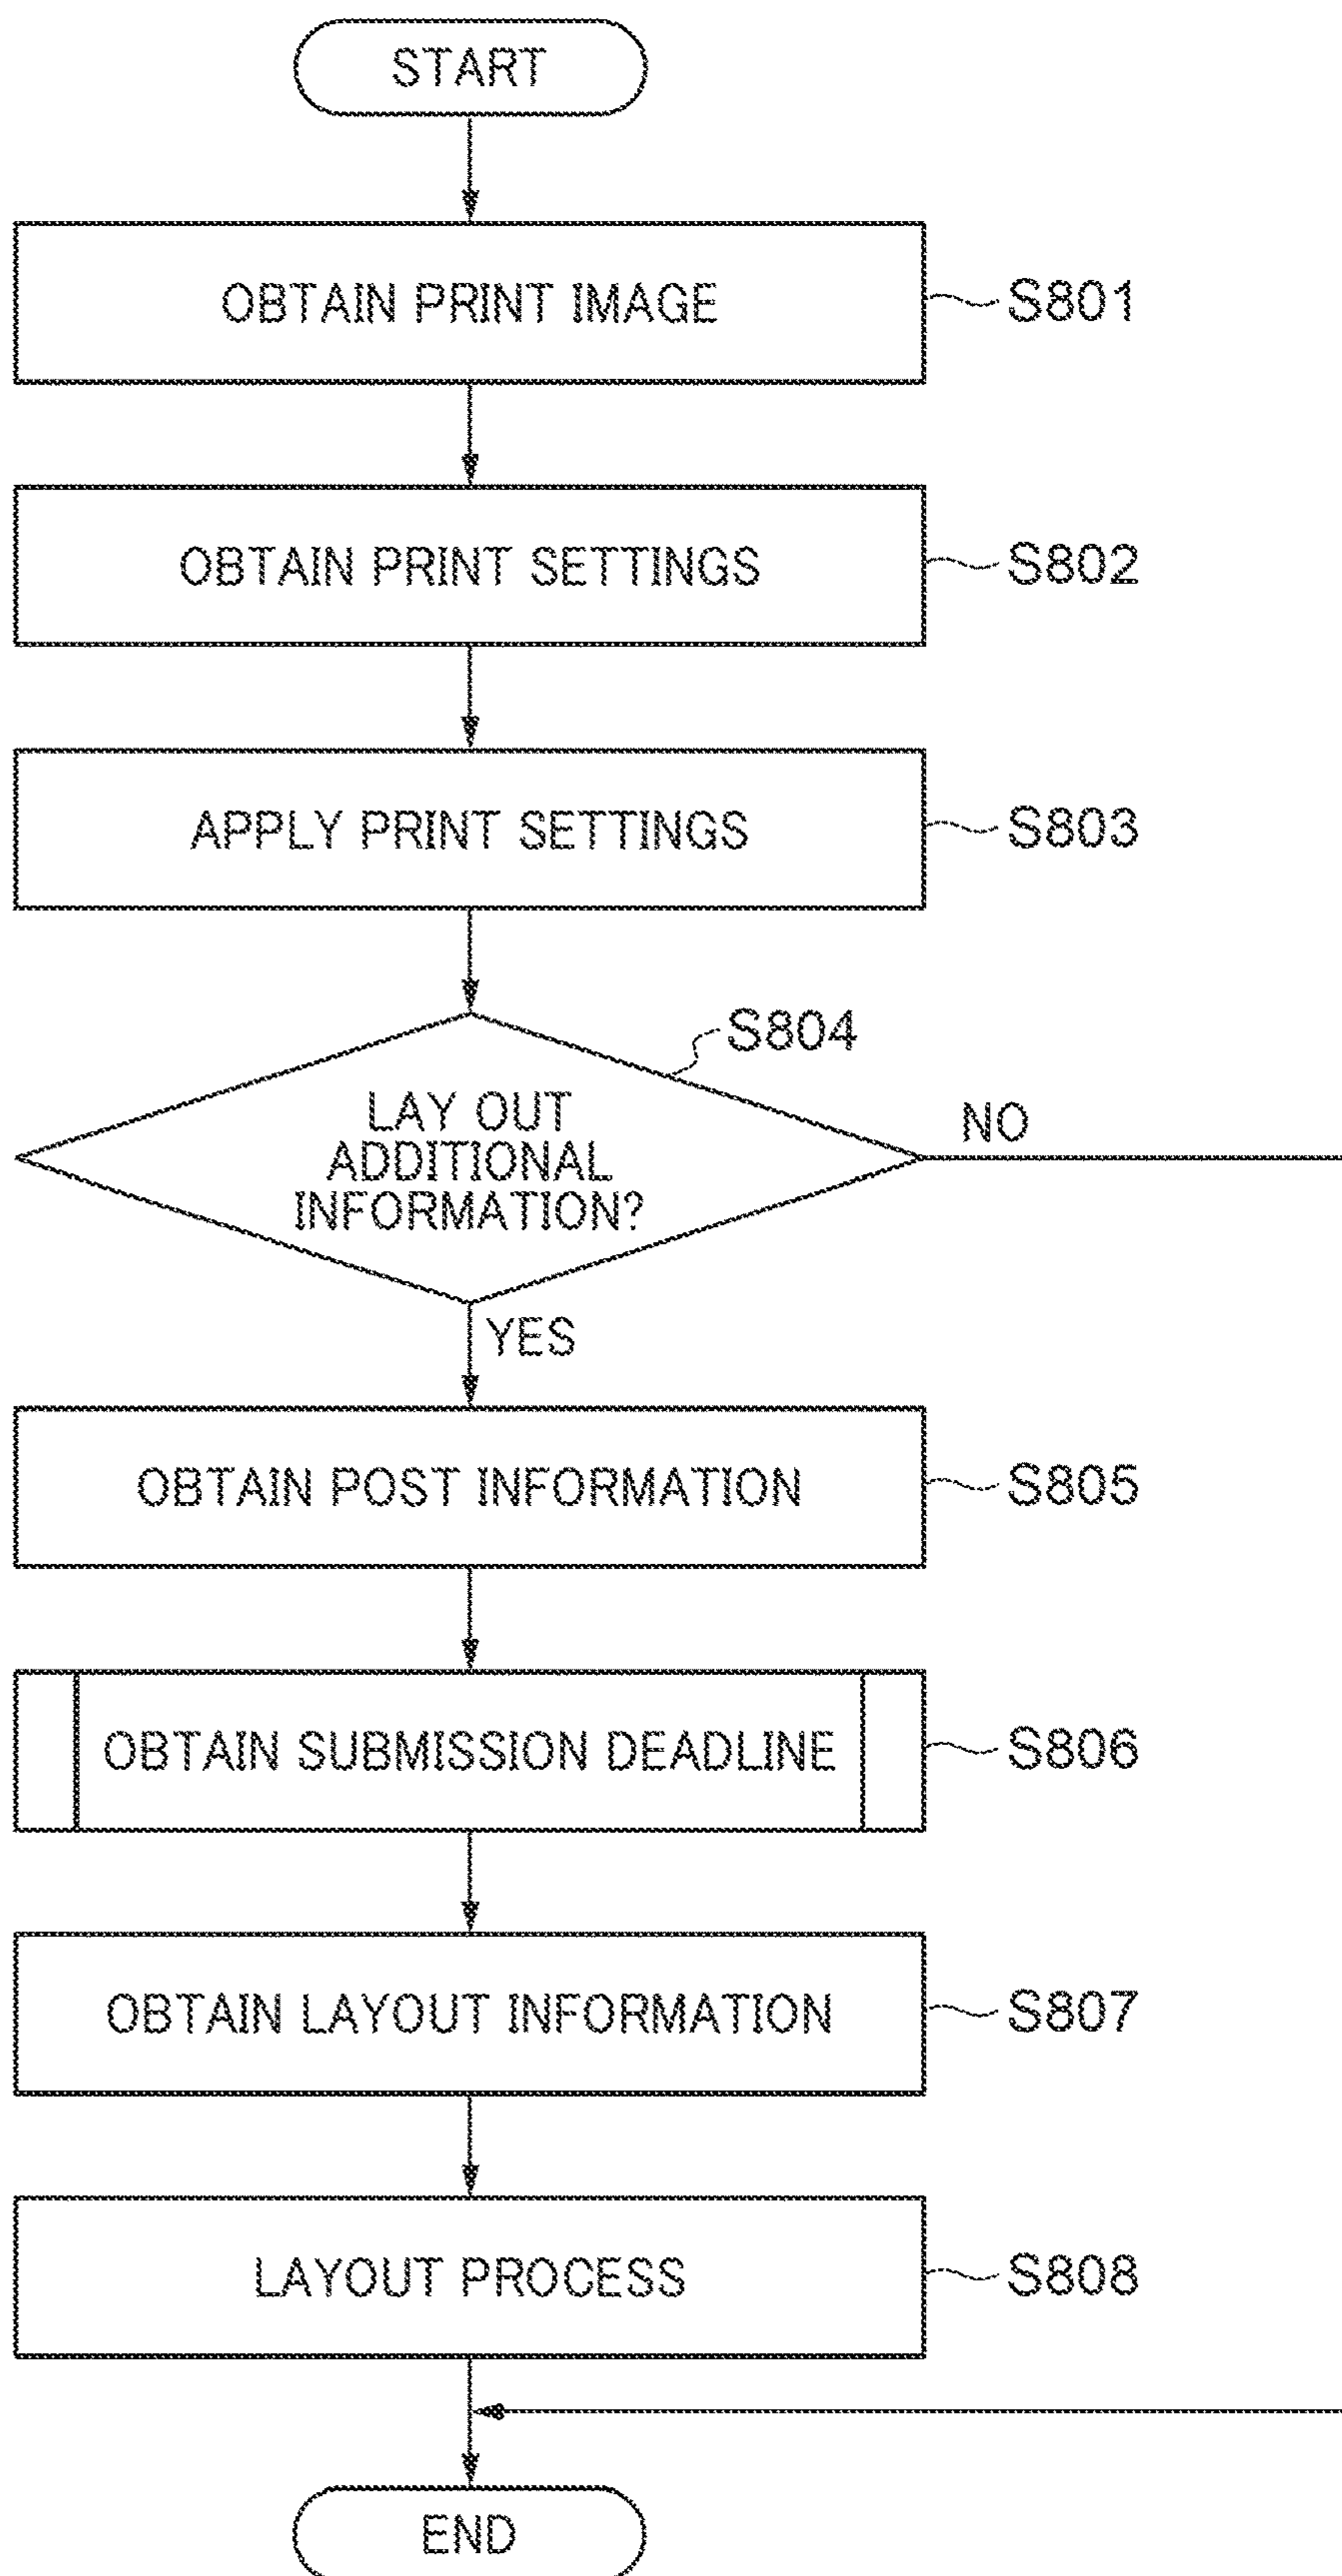 START
OBTAIN PRINT IMAGE
S801
OBTAIN PRINT SETTINGS
S802
APPLY PRINT SETTINGS
S803
S804
LAY OUT
ADDITIONAL
INFORMATION?
NO
YES
OBTAIN POST INFORMATION
S805
OBTAIN SUBMISSION DEADLINE
S806
OBTAIN LAYOUT INFORMATION
S807
LAYOUT PROCESS
S808
END